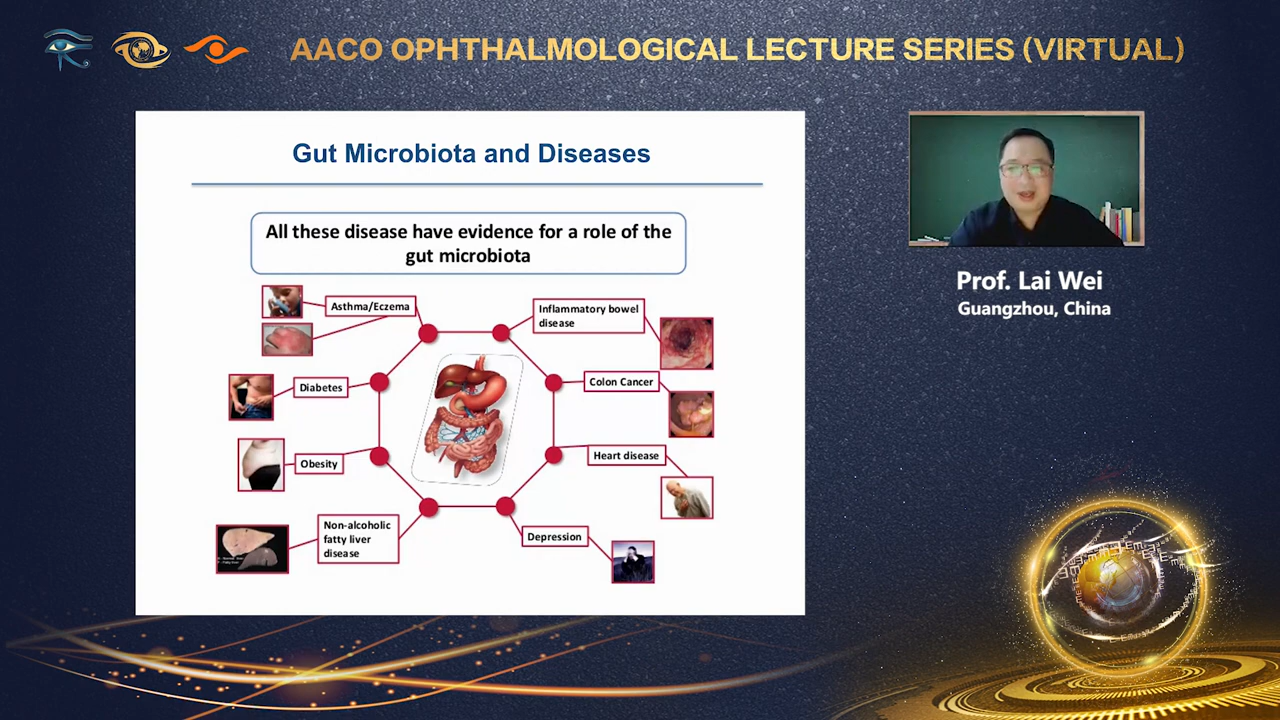 AACO OPHTHALMOLOGICAL LECTURE SERIES (VIRTUAL)
Gut Microbiota and Diseases
All these disease have evidence for a role of the
gut microbiota
Asthma/Eczema
Inflammatory bowel
disease
Diabetes
Colon Cancer
Obesity
Heart disease
Non-alcoholic
fatty liver
disease
Depression
Prof. Lai Wei
Guangzhou, China